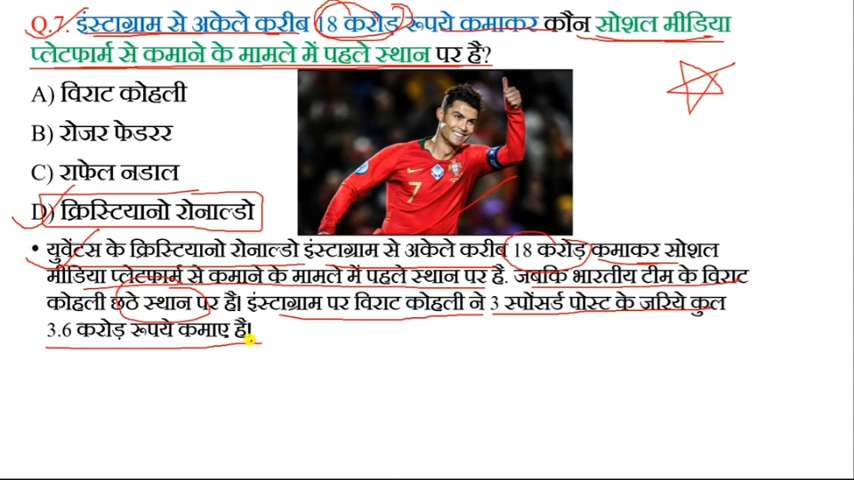 Q.7. इंस्टाग्राम से अकेले करीब 18 करोड़ रूपये कमाकर कौन सोशल मीडिया
प्लेटफार्म से कमाने के मामले में पहले स्थान पर है?
A) विराट कोहली
B) रोजर फेडरर
C) राफेल नडाल
D) क्रिस्टियानो रोनाल्डो
7
• युवेंटस के क्रिस्टियानो रोनाल्डो इंस्टाग्राम से अकेले करीब 18 करोड़ कमाकर सोशल
मीडिया प्लेटफार्म से कमाने के मामले में पहले स्थान पर है. जबकि भारतीय टीम के विराट
कोहली छठे स्थान पर है। इंस्टाग्राम पर विराट कोहली ने 3 स्पोंसर्ड पोस्ट के जरिये कुल
3.6 करोड़ रूपये कमाए है।